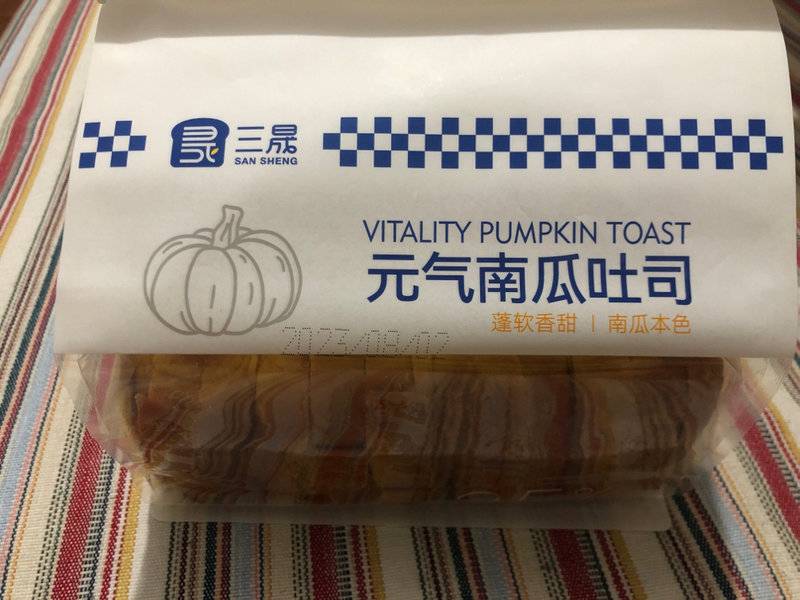 三晟
SAN SHENG
VITALITY PUMPKIN TOAST
元气南瓜吐司
蓬软香甜 | 南瓜本色
2023/08/02